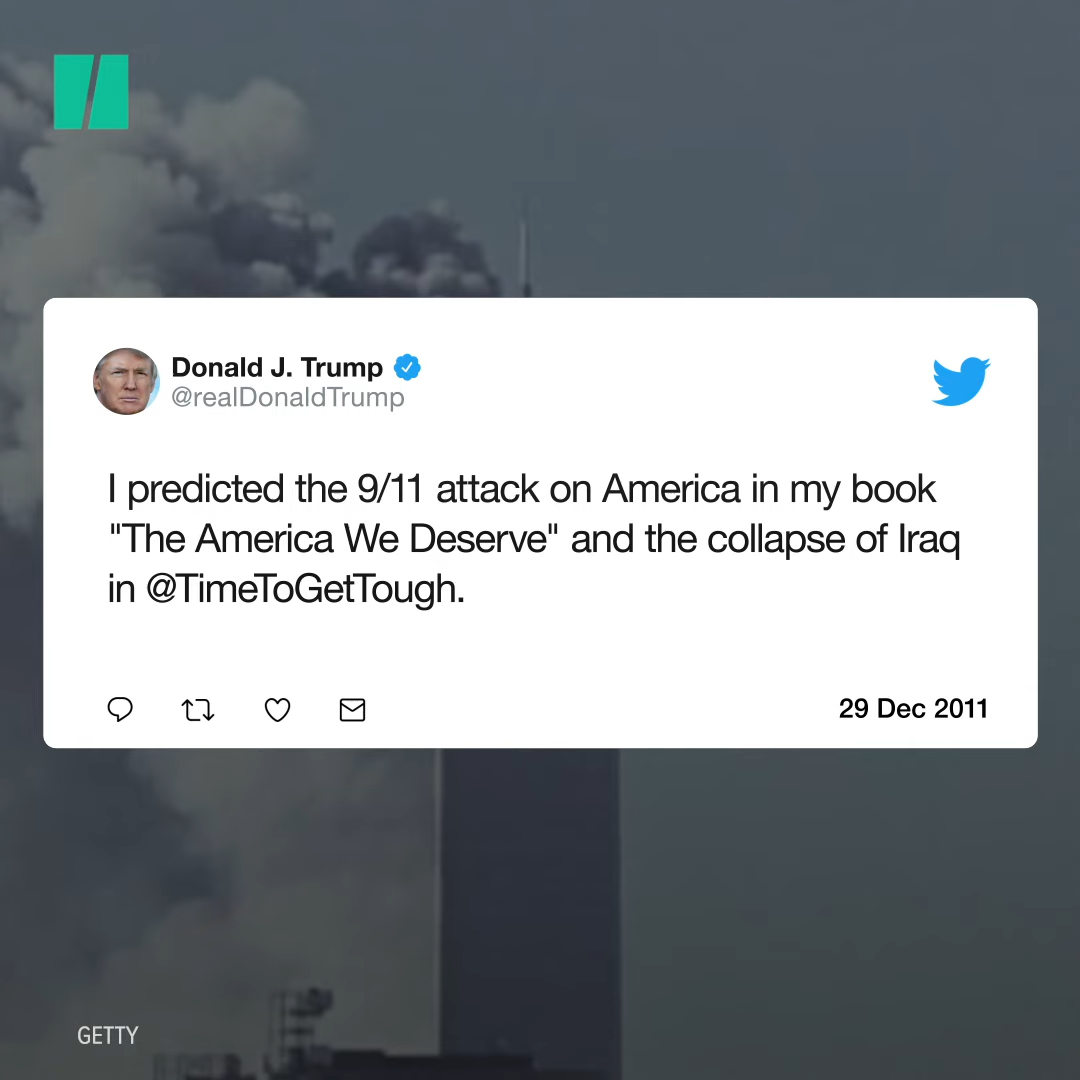 Donald J. Trump
@realDonaldTrump
I predicted the 9/11 attack on America in my book
"The America We Deserve" and the collapse of Iraq
in @TimeToGetTough.
29 Dec 2011
GETTY